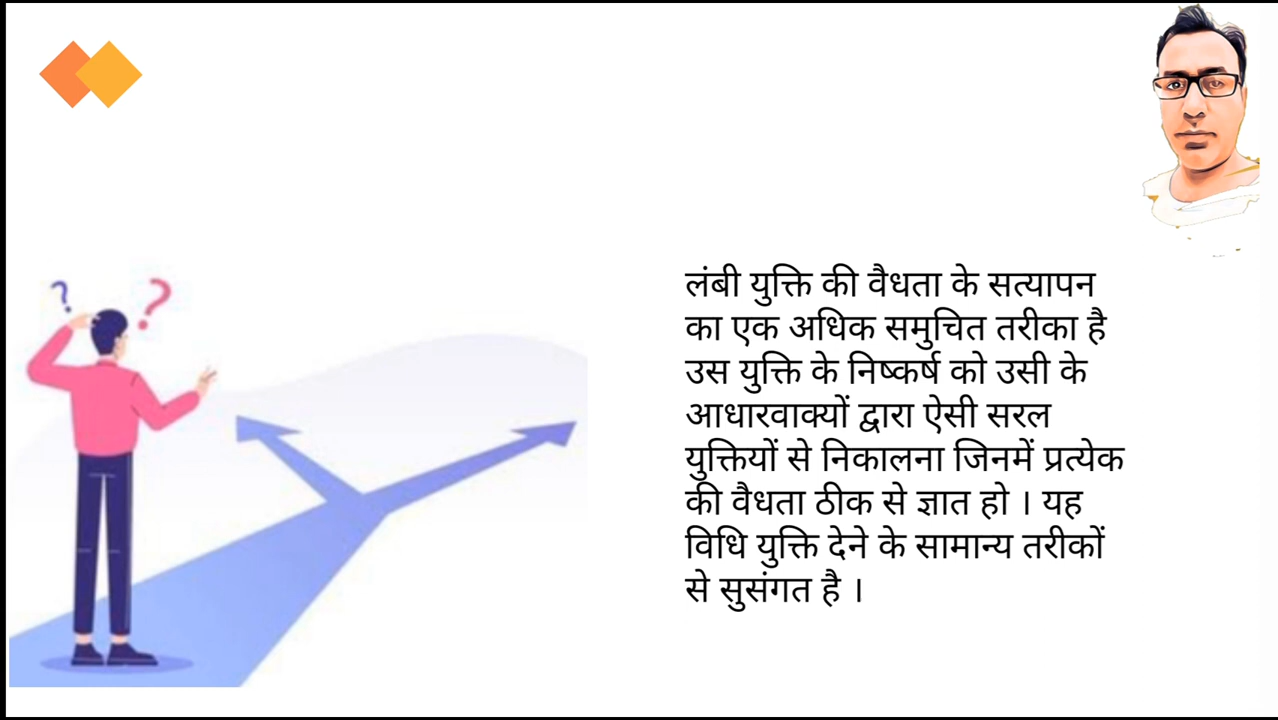 लंबी युक्ति की वैधता के सत्यापन
का एक अधिक समुचित तरीका है
उस युक्ति के निष्कर्ष को उसी के
आधारवाक्यों द्वारा ऐसी सरल
युक्तियों से निकालना जिनमें प्रत्येक
की वैधता ठीक से ज्ञात हो । यह
विधि युक्ति देने के सामान्य तरीकों
से सुसंगत है ।